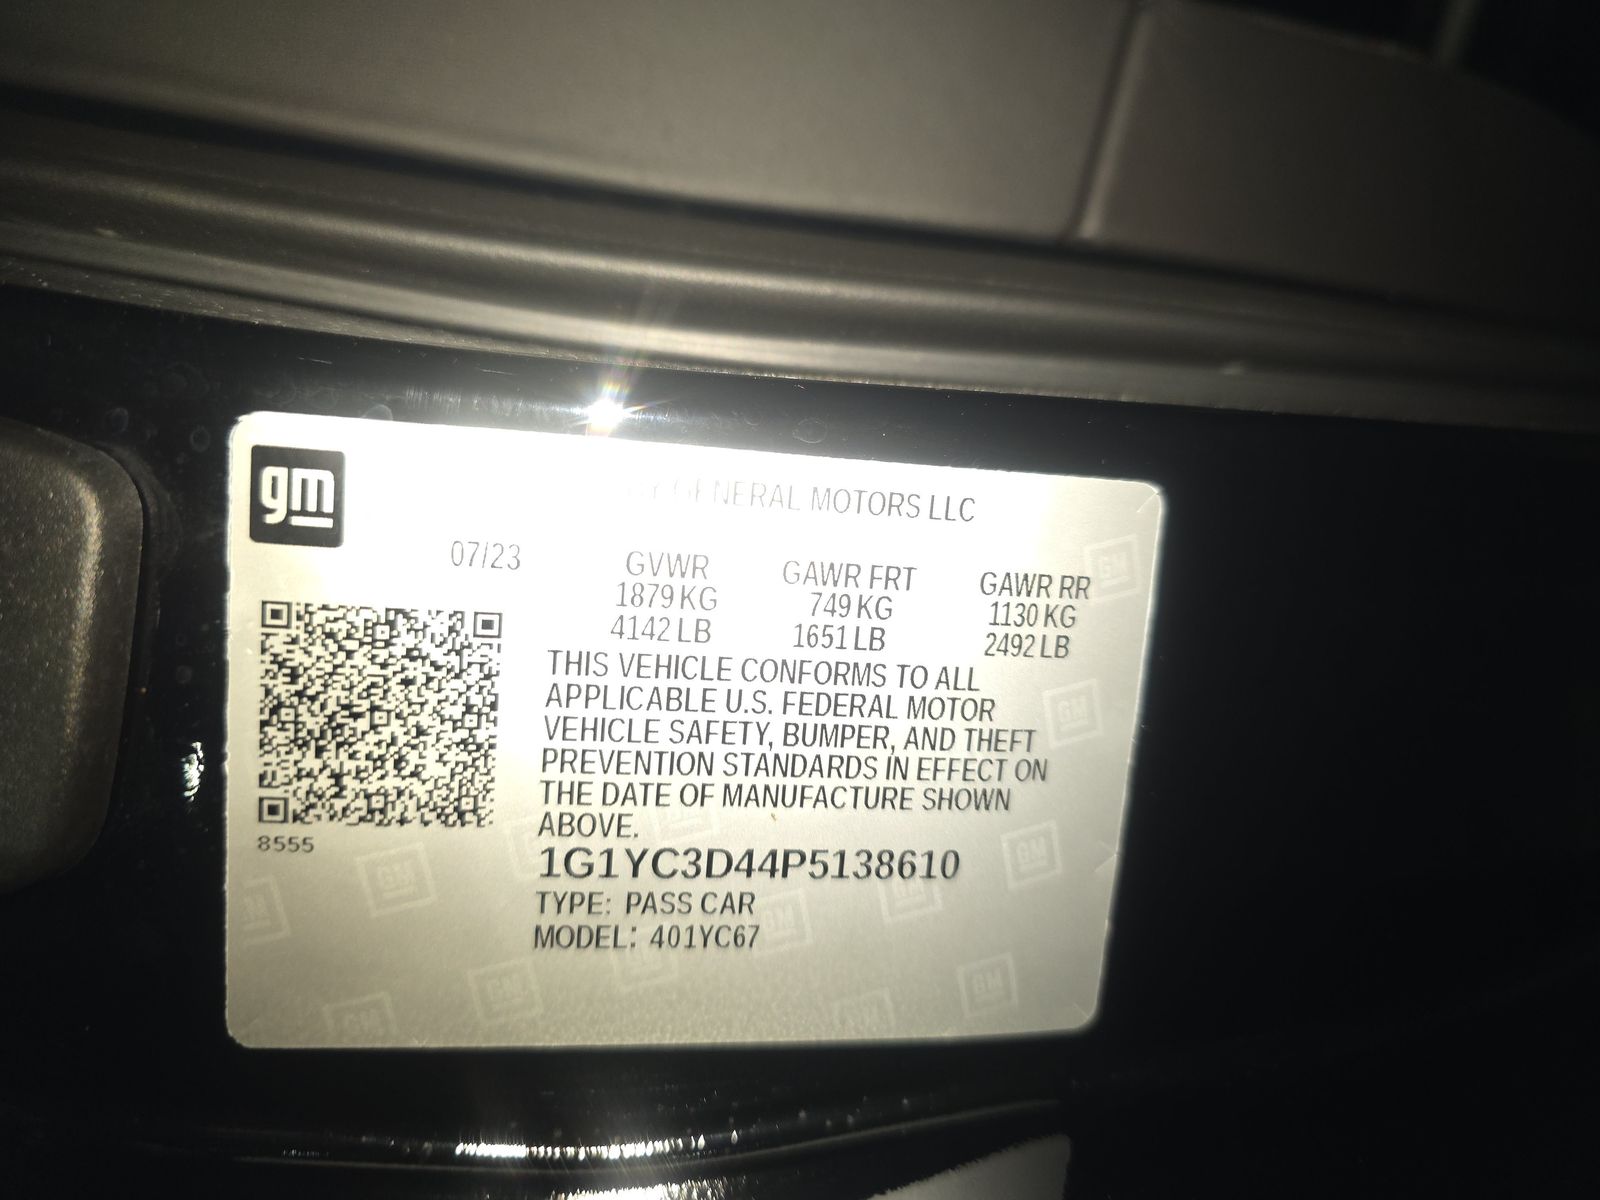 gm
GENERAL MOTORS LLC
07/23
GVWR GAWR FRT GAWR RR
1879 KG 749 KG 1130 KG
4142 LB 1651 LB 2492 LB
THIS VEHICLE CONFORMS TO ALL
APPLICABLE U.S. FEDERAL MOTOR
VEHICLE SAFETY, BUMPER, AND THEFT
PREVENTION STANDARDS IN EFFECT ON
THE DATE OF MANUFACTURE SHOWN
ABOVE.
8555
1G1YC3D44P5138610
TYPE: PASS CAR
MODEL: 401YC67